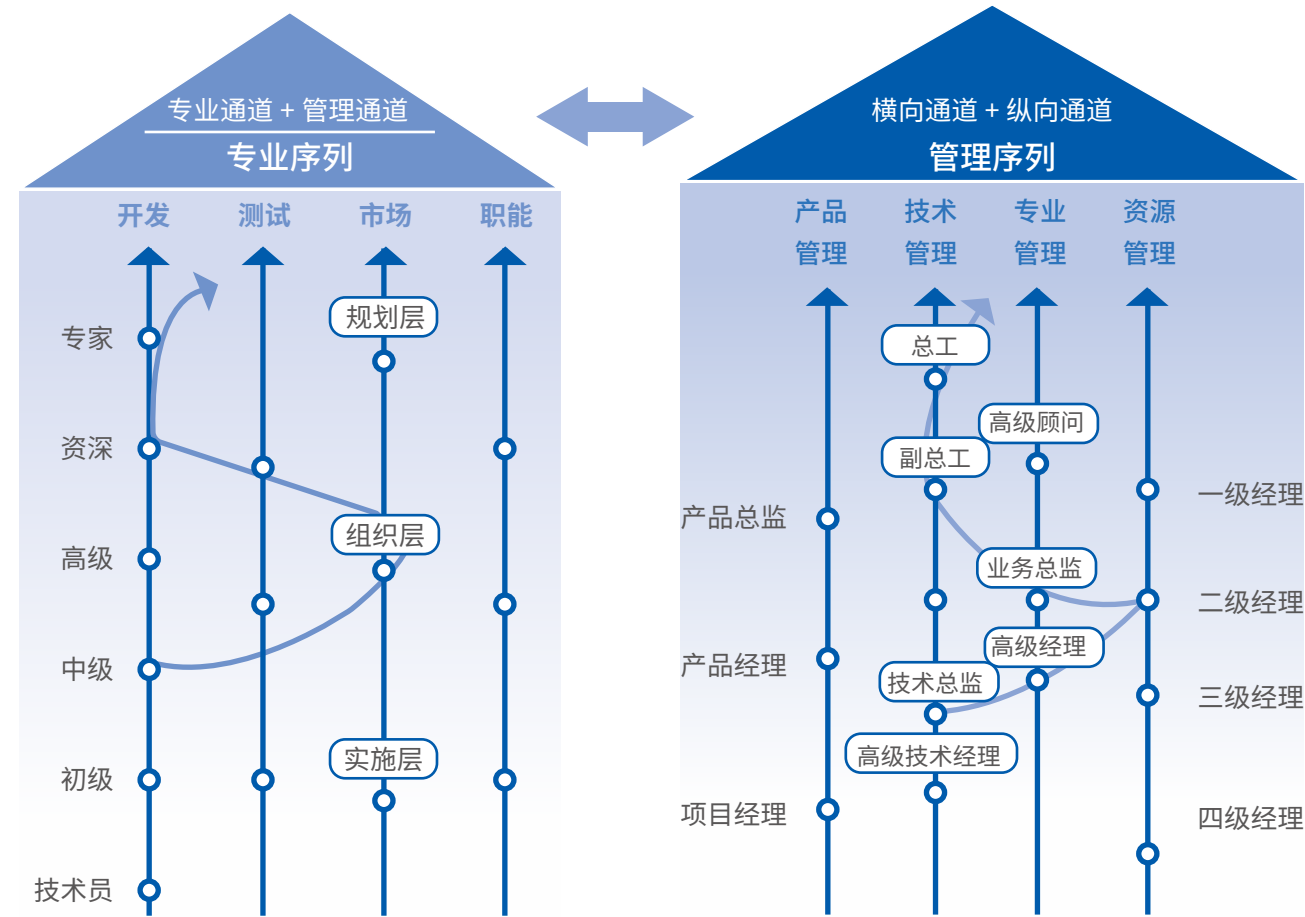 专业通道 + 管理通道
专业序列
开发
测试
市场
职能
规划层
专家
资深
组织层
高级
中级
实施层
初级
技术员
横向通道 + 纵向通道
管理序列
产品
管理
技术
管理
专业
管理
资源
管理
总工
高级顾问
副总工
一级经理
产品总监
业务总监
二级经理
高级经理
产品经理
技术总监
三级经理
高级技术经理
项目经理
四级经理